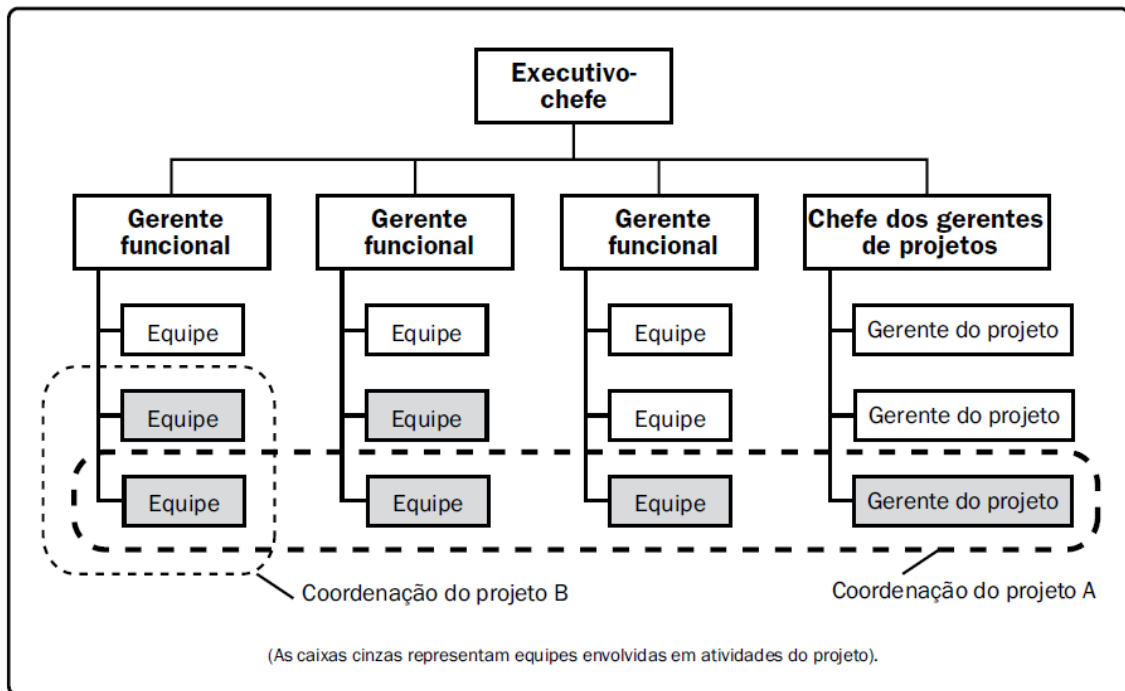 Executivo-
chefe
Gerente
funcional
Gerente
funcional
Gerente
funcional
Chefe dos gerentes
de projetos
Equipe
Equipe
Equipe
Gerente do projeto
Equipe
Equipe
Equipe
Gerente do projeto
Equipe
Equipe
Equipe
Gerente do projeto
Coordenação do projeto B
Coordenação do projeto A
(As caixas cinzas representam equipes envolvidas em atividades do projeto).